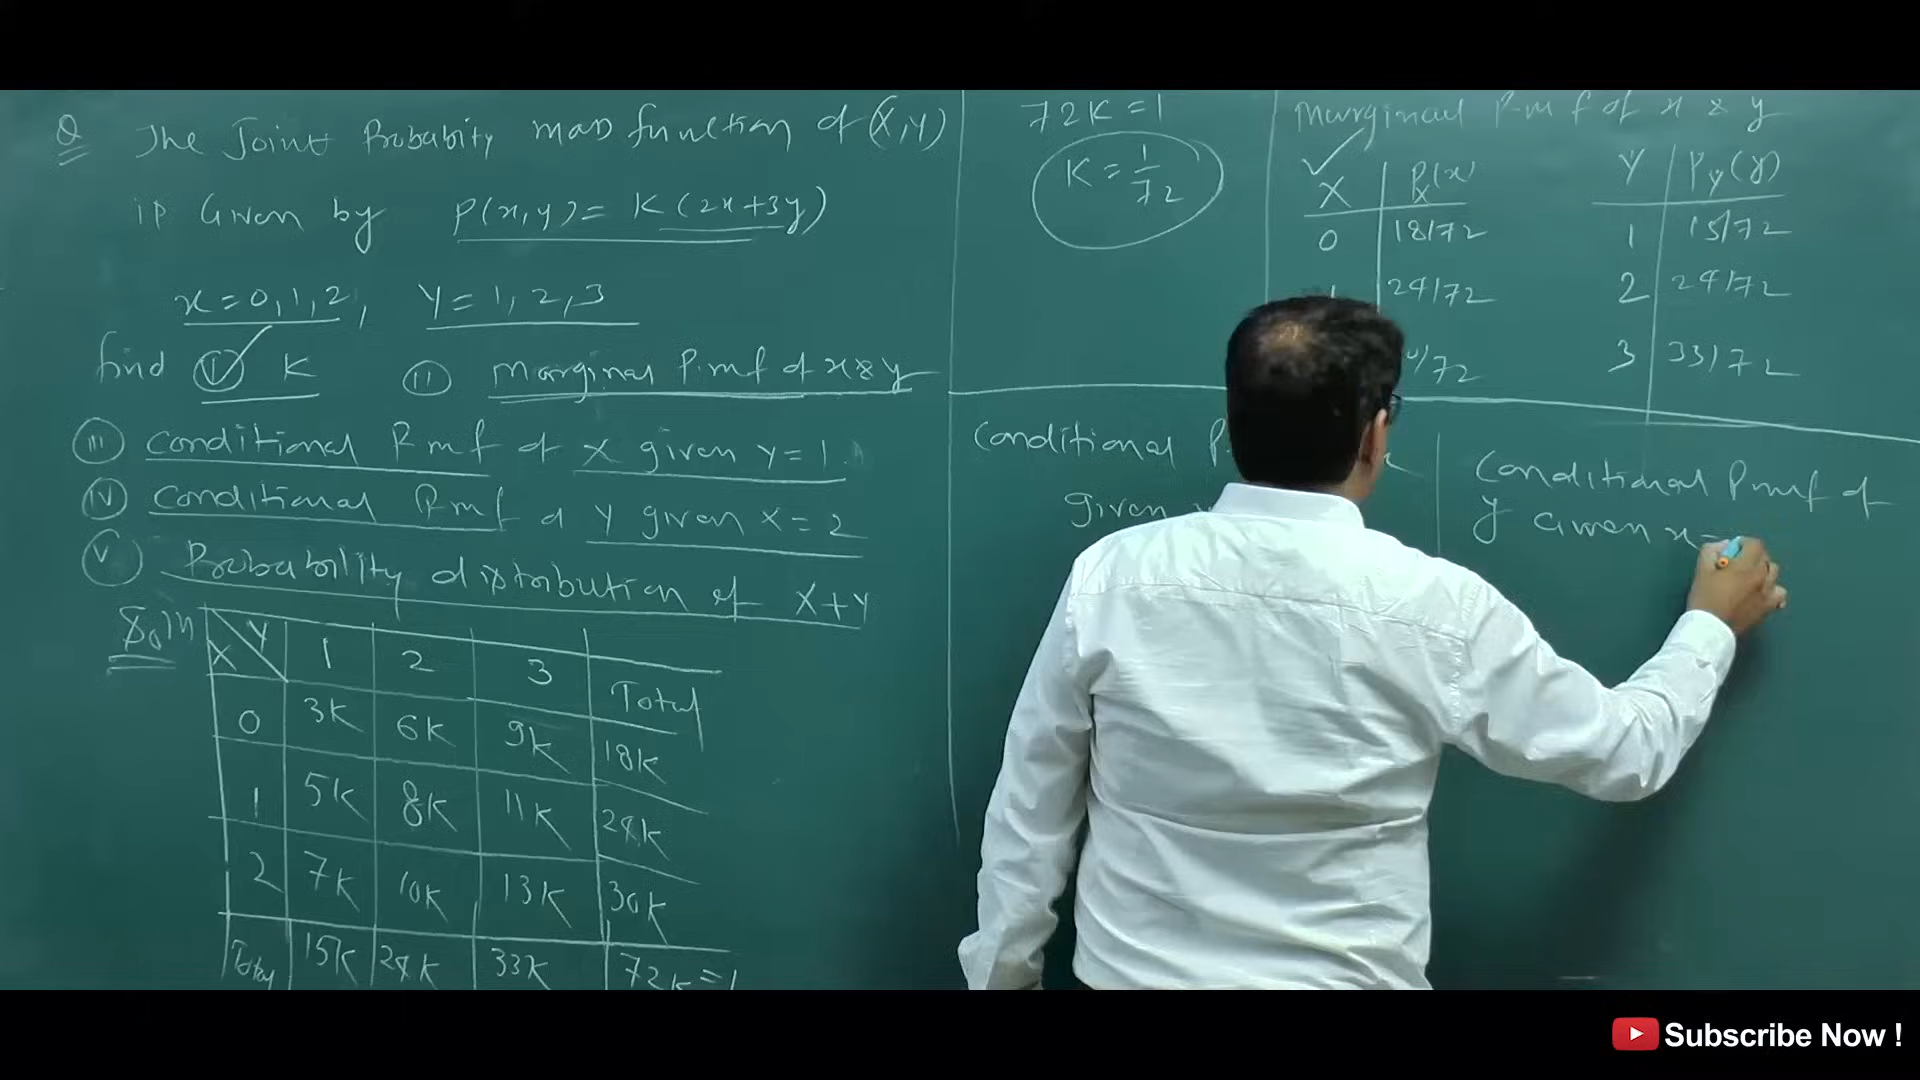 Q The Joint Probability mass function of (X,Y)
is Given by P(x,y) = K(2x+3y)
x=0,1,2, Y=1,2,3
find (i) K (ii) Marginal P.m.f of x & y
(iii) Conditional P.m.f of X given Y=1.
(iv) Conditional P.m.f of Y given X=2
(v) Probability distribution of X+Y
Soln
X Y 1 2 3 Total
0 3K 6K 9K 18K
1 5K 8K 11K 24K
2 7K 10K 13K 30K
Total 15K 24K 33K 72K=1
72K=1
K=1/72
Marginal P.m.f of x & y
X Px(x)
0 18/72
24/72
/72
Y Py(y)
1 15/72
2 24/72
3 33/72
Conditional P
Given
Conditional P.m.f of
y Given x=
Subscribe Now !